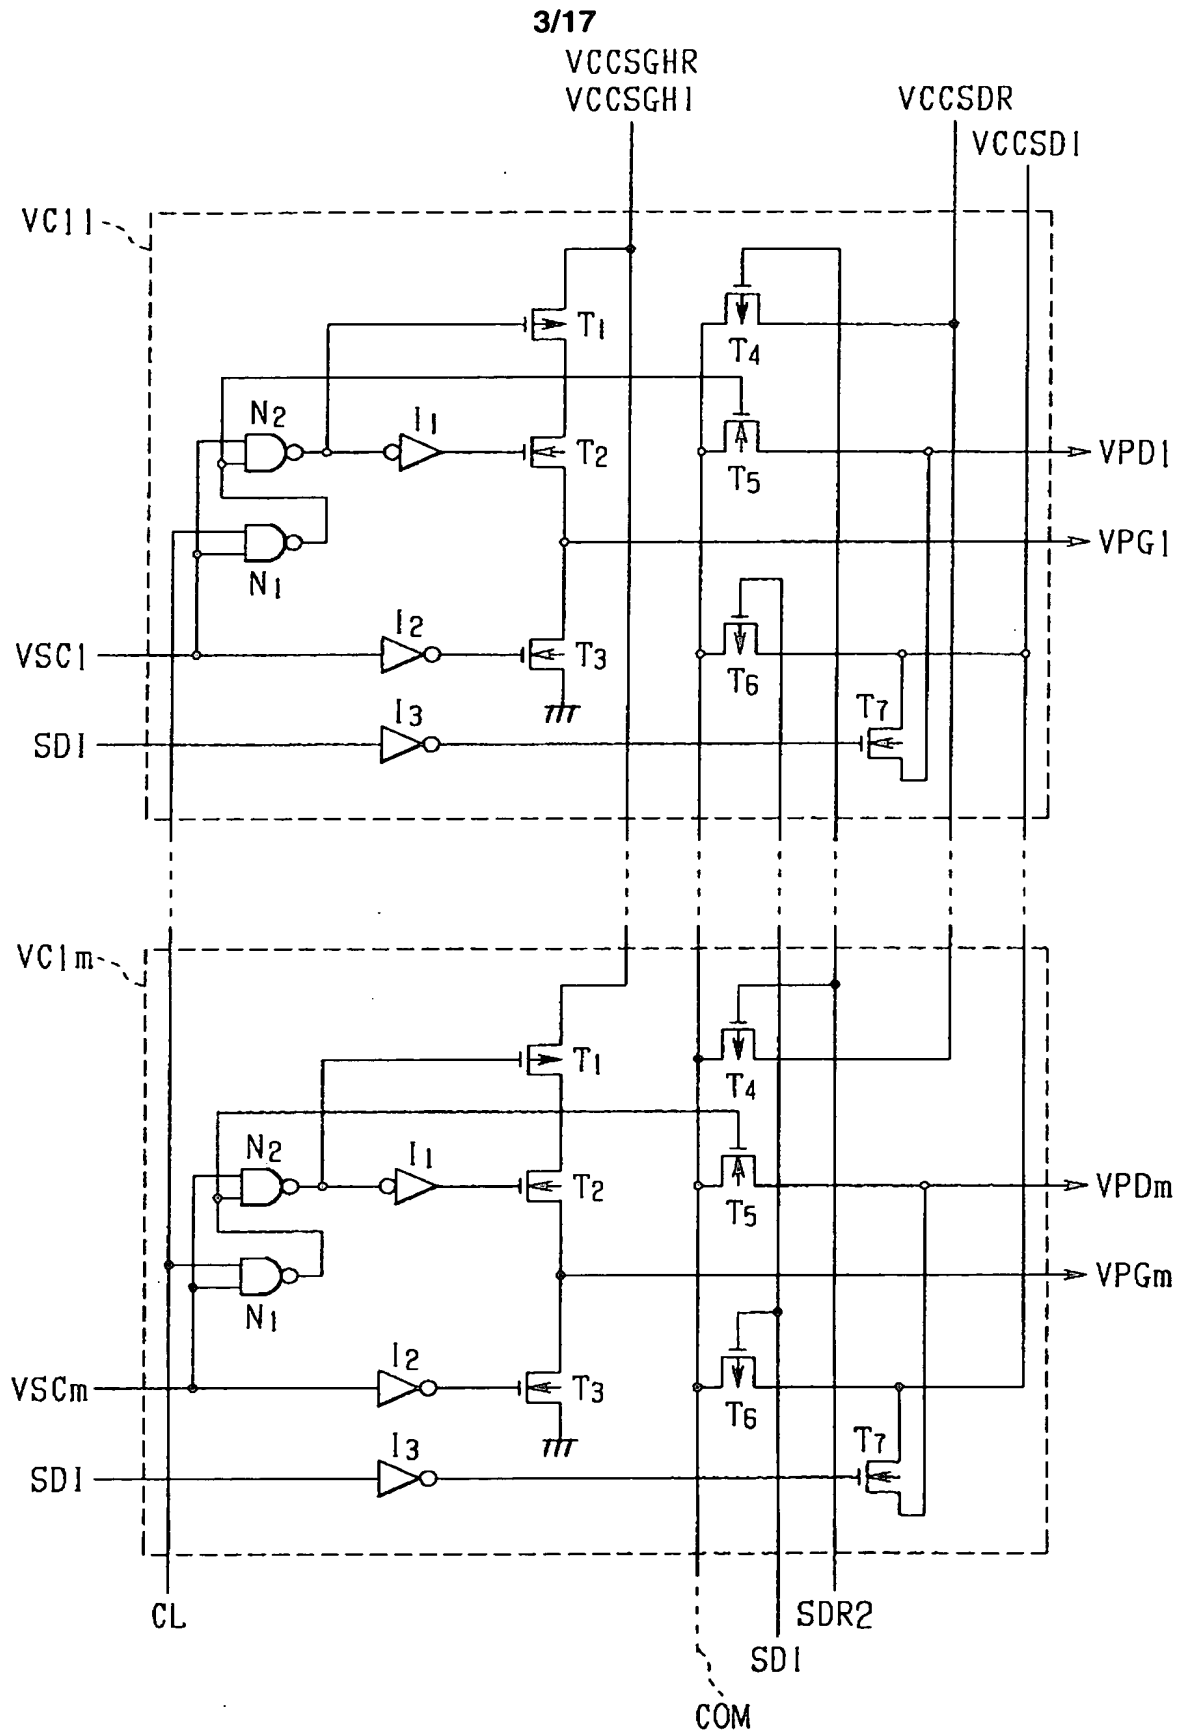 3/17
VCCSGHR
VCCSGHI
VCCSDR
VCCSDI
VC11
T1
T4
N2
I1
T2
T5
VPD1
VPG1
N1
I2
VSC1
T3
T6
I3
T7
SDI
VC1m
T1
T4
N2
I1
T2
T5
VPDm
VPGm
N1
I2
VSCm
T3
T6
I3
T7
SDI
CL
SDR2
SDI
COM